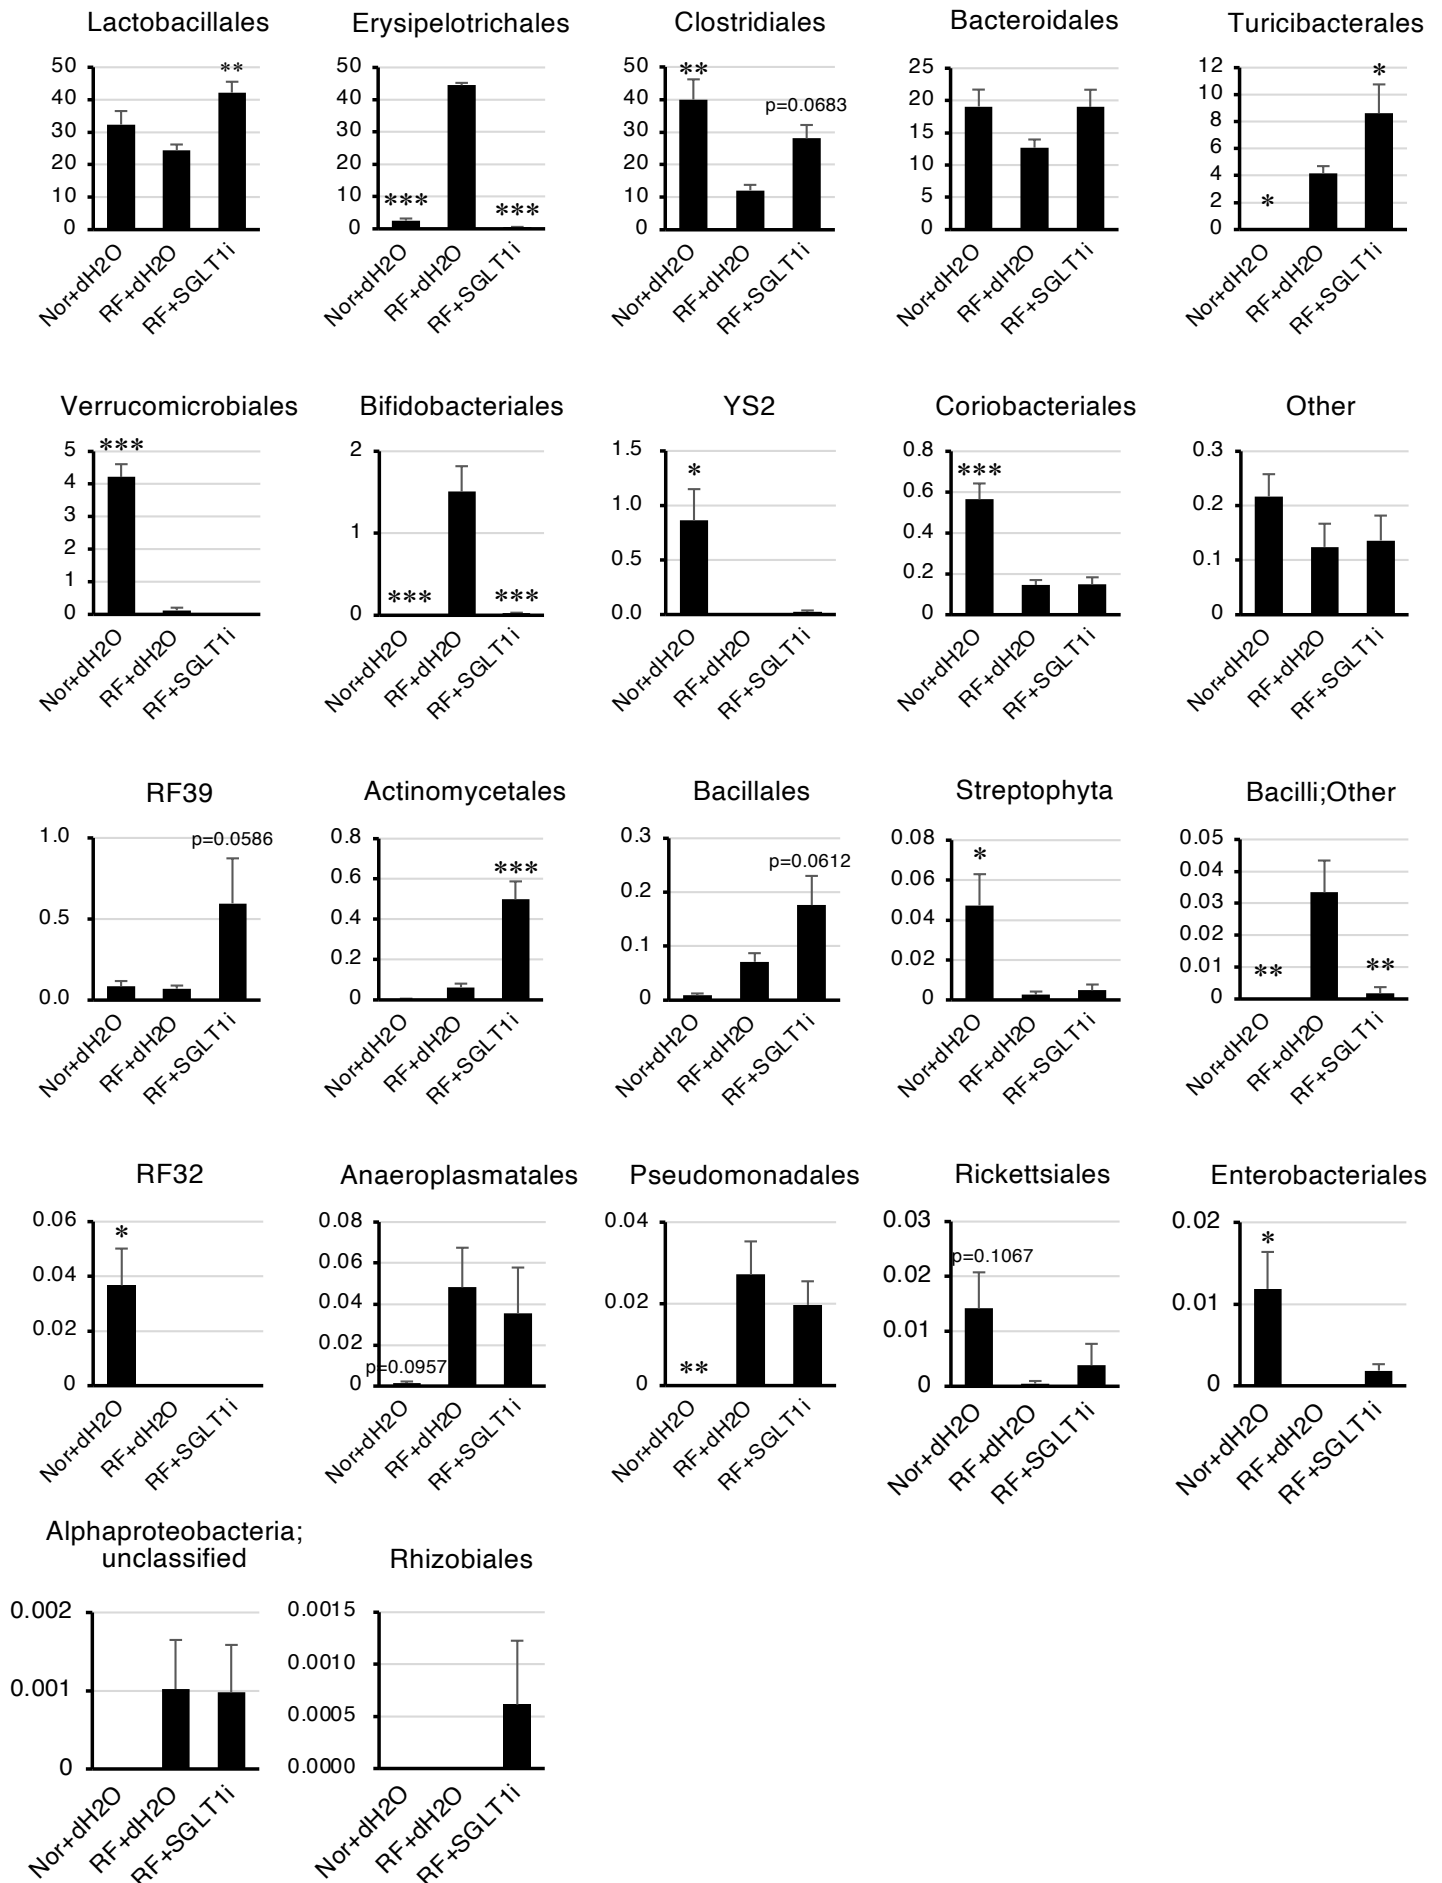 Lactobacillales
50
40
30
20
10
0
**
Nor+dH2O
RF+dH2O
RF+SGLT1i
Erysipelotrichales
50
40
30
20
10
0
***
***
Nor+dH2O
RF+dH2O
RF+SGLT1i
Clostridiales
50
40
30
20
10
0
**
p=0.0683
Nor+dH2O
RF+dH2O
RF+SGLT1i
Bacteroidales
25
20
15
10
5
0
Nor+dH2O
RF+dH2O
RF+SGLT1i
Turicibacterales
12
10
8
6
4
2
0
*
*
Nor+dH2O
RF+dH2O
RF+SGLT1i
Verrucomicrobiales
5
4
3
2
1
0
***
Nor+dH2O
RF+dH2O
RF+SGLT1i
Bifidobacteriales
2
1
0
***
***
Nor+dH2O
RF+dH2O
RF+SGLT1i
YS2
1.5
1.0
0.5
0.0
*
Nor+dH2O
RF+dH2O
RF+SGLT1i
Coriobacteriales
0.8
0.6
0.4
0.2
0
***
Nor+dH2O
RF+dH2O
RF+SGLT1i
Other
0.3
0.2
0.1
0
Nor+dH2O
RF+dH2O
RF+SGLT1i
RF39
1.0
0.5
0.0
p=0.0586
Nor+dH2O
RF+dH2O
RF+SGLT1i
Actinomycetales
0.8
0.6
0.4
0.2
0
***
Nor+dH2O
RF+dH2O
RF+SGLT1i
Bacillales
0.3
0.2
0.1
0
p=0.0612
Nor+dH2O
RF+dH2O
RF+SGLT1i
Streptophyta
0.08
0.06
0.04
0.02
0
*
Nor+dH2O
RF+dH2O
RF+SGLT1i
Bacilli;Other
0.05
0.04
0.03
0.02
0.01
0
**
**
Nor+dH2O
RF+dH2O
RF+SGLT1i
RF32
0.06
0.04
0.02
0
*
Nor+dH2O
RF+dH2O
RF+SGLT1i
Anaeroplasmatales
0.08
0.06
0.04
0.02
0
p=0.0957
Nor+dH2O
RF+dH2O
RF+SGLT1i
Pseudomonadales
0.04
0.02
0
**
Nor+dH2O
RF+dH2O
RF+SGLT1i
Rickettsiales
0.03
0.02
0.01
0
p=0.1067
Nor+dH2O
RF+dH2O
RF+SGLT1i
Enterobacteriales
0.02
0.01
0
*
Nor+dH2O
RF+dH2O
RF+SGLT1i
Alphaproteobacteria;
unclassified
0.002
0.001
0
Nor+dH2O
RF+dH2O
RF+SGLT1i
Rhizobiales
0.0015
0.0010
0.0005
0.0000
Nor+dH2O
RF+dH2O
RF+SGLT1i